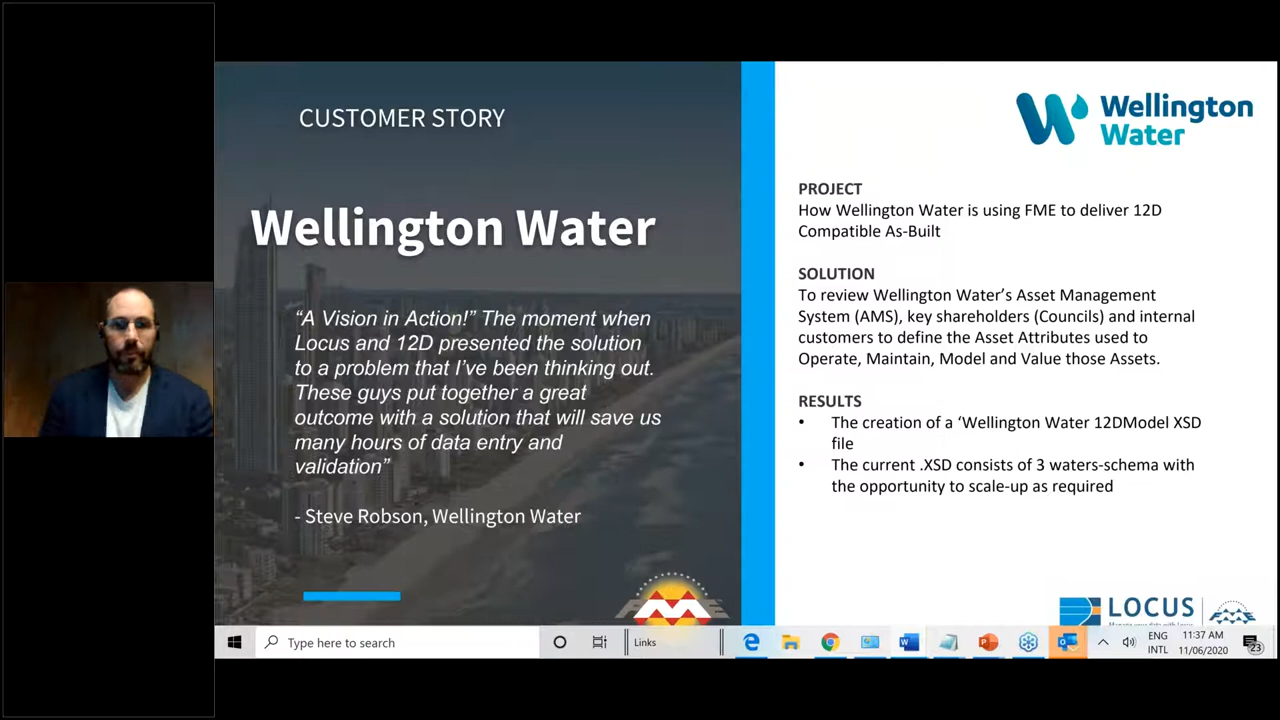 CUSTOMER STORY
Wellington Water
“A Vision in Action!” The moment when
Locus and 12D presented the solution
to a problem that I’ve been thinking out.
These guys put together a great
outcome with a solution that will save us
many hours of data entry and
validation”
- Steve Robson, Wellington Water
FME
Wellington
Water
PROJECT
How Wellington Water is using FME to deliver 12D
Compatible As-Built
SOLUTION
To review Wellington Water’s Asset Management
System (AMS), key shareholders (Councils) and internal
customers to define the Asset Attributes used to
Operate, Maintain, Model and Value those Assets.
RESULTS
• The creation of a ‘Wellington Water 12DModel XSD
file
• The current .XSD consists of 3 waters-schema with
the opportunity to scale-up as required
LOCUS
Type here to search
Links
ENG
INTL
11:37 AM
11/06/2020
23